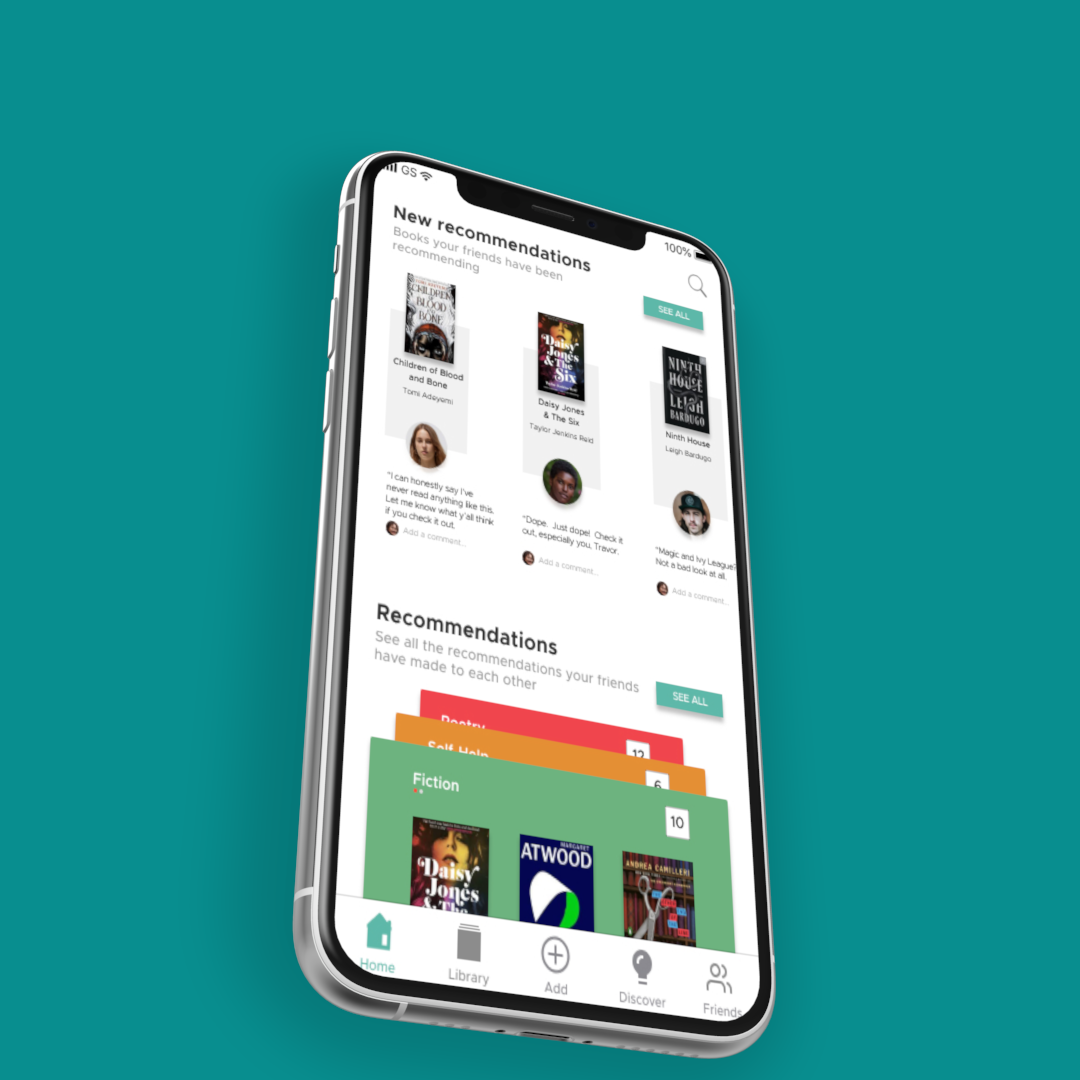 GS
100%
New recommendations
Books your friends have been
recommending
SEE ALL
CHILDREN
OF
BLOOD
AND
BONE
Children of Blood
and Bone
Tomi Adeyemi
"I can honestly say I've
never read anything like this.
Let me know what y'all think
if you check it out.
Add a comment...
Daisy
Jones
& The
Six
Daisy Jones
& The Six
Taylor Jenkins Reid
"Dope. Just dope! Check it
out, especially you, Travor.
Add a comment...
NINTH
HOUSE
LEIGH
BARDUGO
Ninth House
Leigh Bardugo
"Magic and Ivy League?
Not a bad look at all.
Add a comment...
Recommendations
See all the recommendations your friends
have made to each other
SEE ALL
Poetry
12
Self Help
6
Fiction
10
Daisy
Jones
& The
MARGARET
ATWOOD
ANDREA CAMILLERI
Home
Library
Add
Discover
Friends